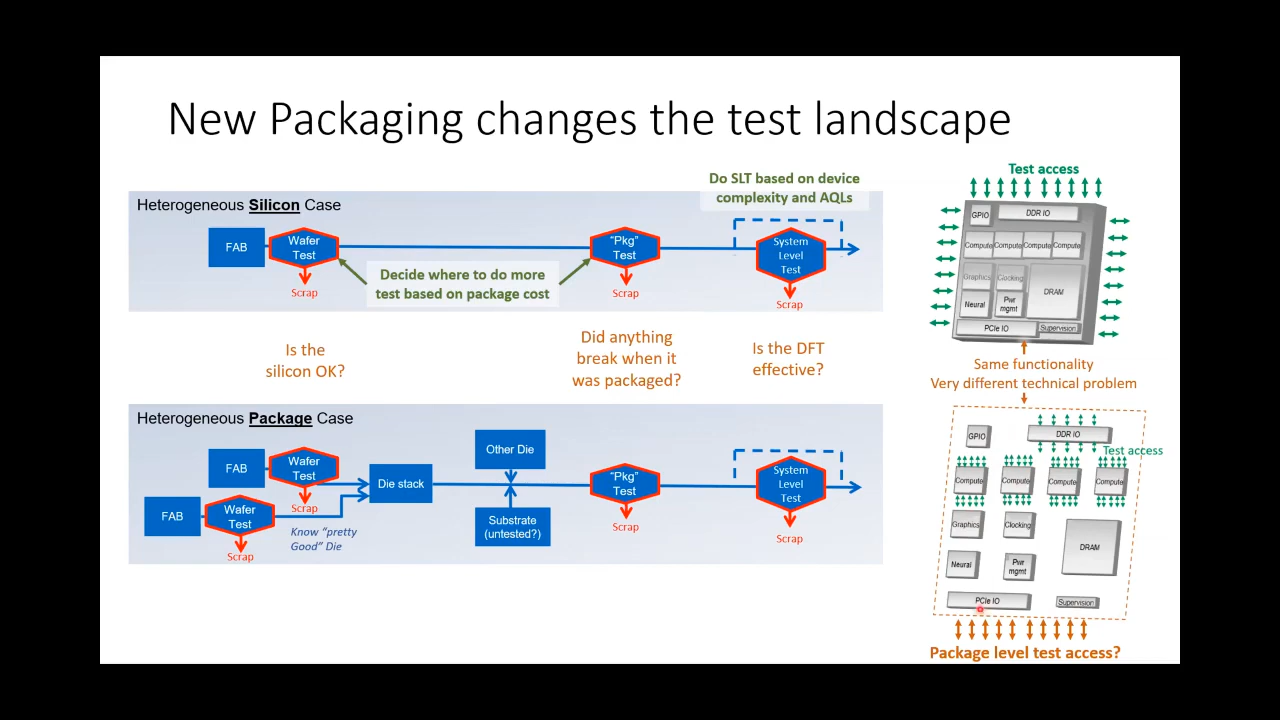 New Packaging changes the test landscape
Heterogeneous Silicon Case
Do SLT based on device
complexity and AQLs
FAB
Wafer
Test
Scrap
Decide where to do more
test based on package cost
"Pkg"
Test
Scrap
System
Level
Test
Scrap
Is the
silicon OK?
Did anything
break when it
was packaged?
Is the DFT
effective?
Heterogeneous Package Case
FAB
Wafer
Test
Scrap
FAB
Wafer
Test
Scrap
Know "pretty
Good" Die
Die stack
Other Die
Substrate
(untested?)
"Pkg"
Test
Scrap
System
Level
Test
Scrap
Test access
GPIO
DDR IO
Compute
Compute
Compute
Compute
Graphics
Clocking
DRAM
Neural
Pwr
mgmt
PCIe IO
Supervision
Same functionality
Very different technical problem
GPIO
DDR IO
Test access
Compute
Compute
Compute
Compute
Graphics
Clocking
DRAM
Neural
Pwr
mgmt
PCIe IO
Supervision
Package level test access?